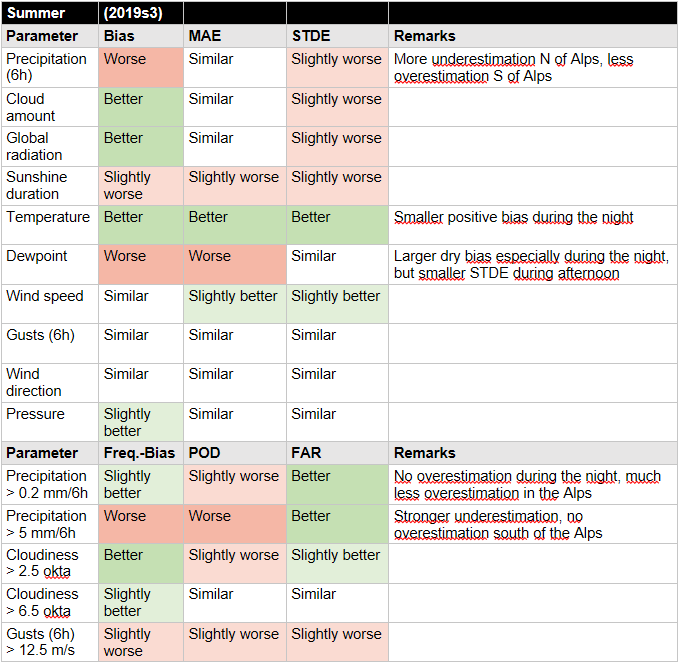 Summer (2019s3)
Parameter Bias MAE STDE Remarks
Precipitation (6h) Worse Similar Slightly worse More underestimation N of Alps, less overestimation S of Alps
Cloud amount Better Similar Slightly worse
Global radiation Better Similar Slightly worse
Sunshine duration Slightly worse Slightly worse Slightly worse
Temperature Better Better Better Smaller positive bias during the night
Dewpoint Worse Worse Similar Larger dry bias especially during the night, but smaller STDE during afternoon
Wind speed Similar Slightly better Slightly better
Gusts (6h) Similar Similar Similar
Wind direction Similar Similar Similar
Pressure Slightly better Similar Similar
Parameter Freq.-Bias POD FAR Remarks
Precipitation > 0.2 mm/6h Slightly better Slightly worse Better No overestimation during the night, much less overestimation in the Alps
Precipitation > 5 mm/6h Worse Worse Better Stronger underestimation, no overestimation south of the Alps
Cloudiness > 2.5 okta Better Slightly worse Slightly better
Cloudiness > 6.5 okta Slightly better Similar Similar
Gusts (6h) > 12.5 m/s Slightly worse Slightly worse Slightly worse